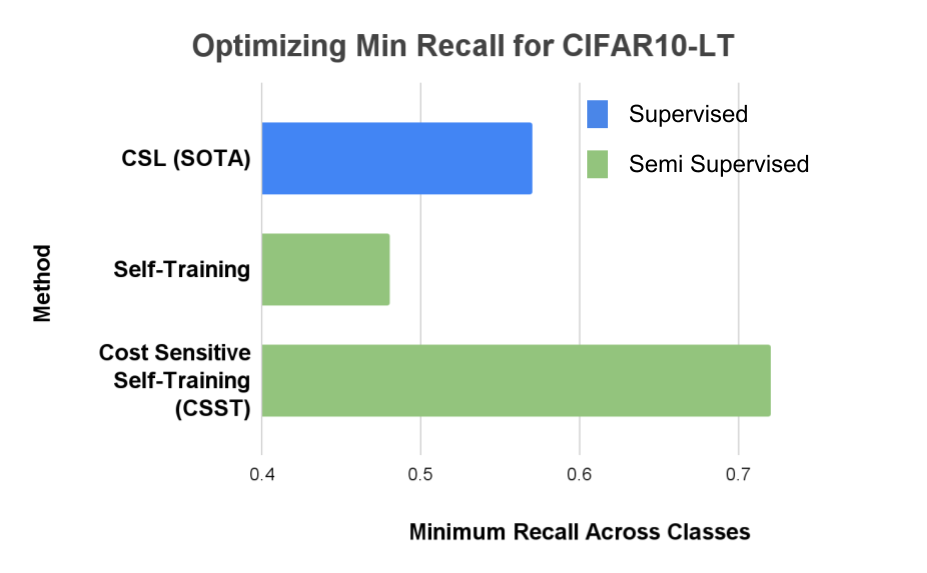 Optimizing Min Recall for CIFAR10-LT
Supervised
Semi Supervised
Method
CSL (SOTA)
Self-Training
Cost Sensitive
Self-Training
(CSST)
0.4
0.5
0.6
0.7
Minimum Recall Across Classes